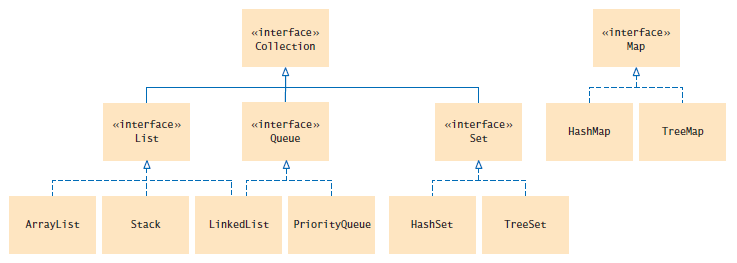 «interface»
Collection
«interface»
Map
«interface»
List
«interface»
Queue
«interface»
Set
HashMap
TreeMap
ArrayList
Stack
LinkedList
PriorityQueue
HashSet
TreeSet